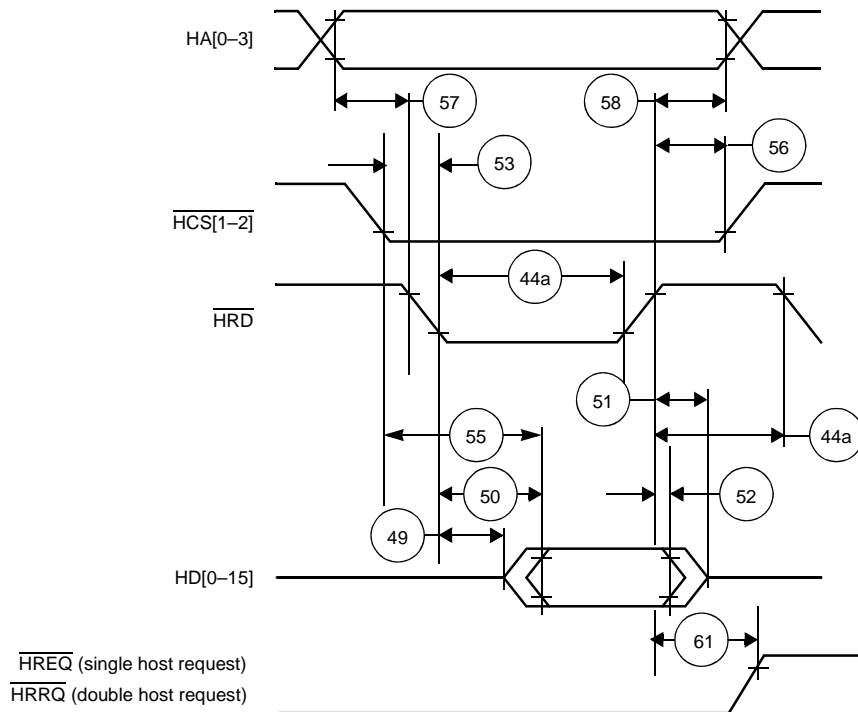 HA[0–3]
57
58
53
56
HCS[1–2]
44a
HRD
51
55
44a
50
52
49
HD[0–15]
61
HREQ (single host request)
HRRQ (double host request)